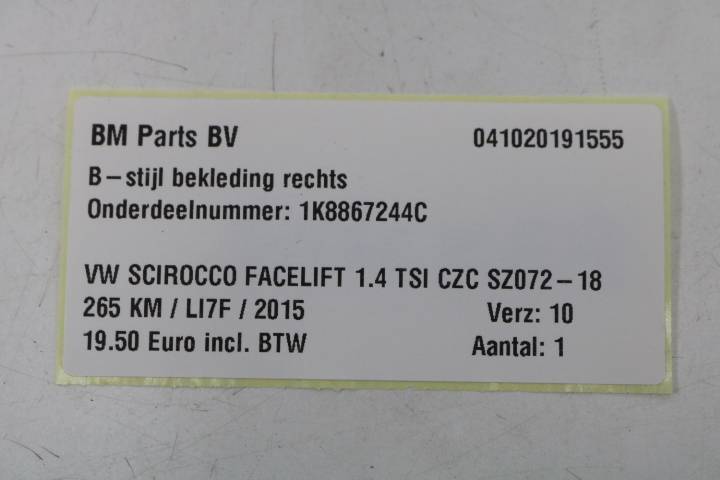 BM Parts BV 041020191555
B-stijl bekleding rechts
Onderdeelnummer: 1K8867244C
VW SCIROCCO FACELIFT 1.4 TSI CZC SZ072-18
265 KM / LI7F / 2015 Verz: 10
19.50 Euro incl. BTW Aantal: 1